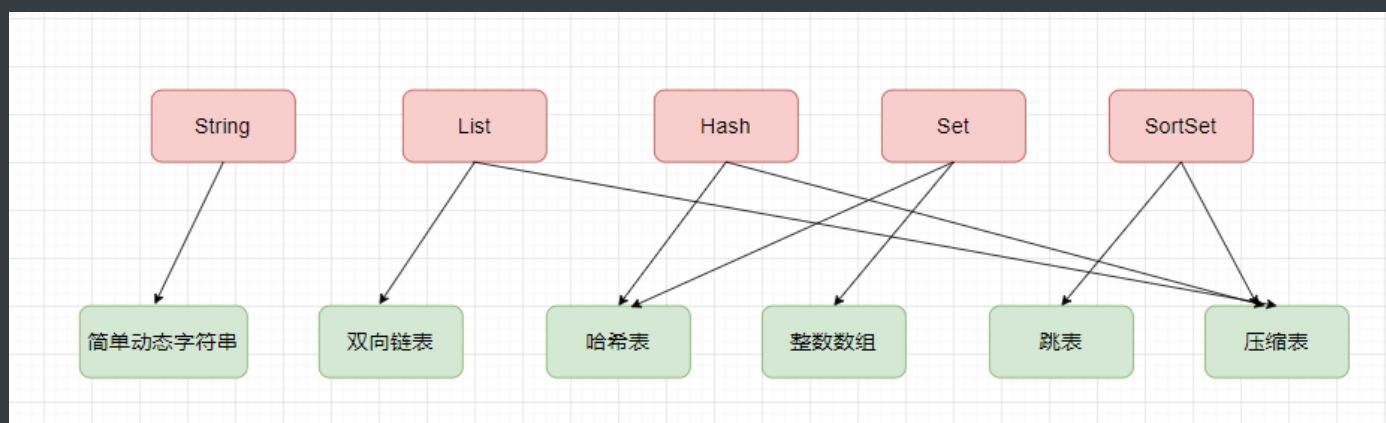 String
List
Hash
Set
SortSet
简单动态字符串
双向链表
哈希表
整数数组
跳表
压缩表